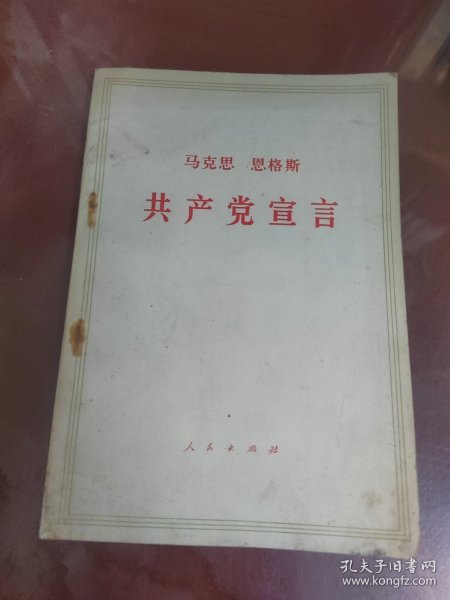 马克思 恩格斯
共产党宣言
人民出版社
孔夫子旧书网
www.kongfz.com